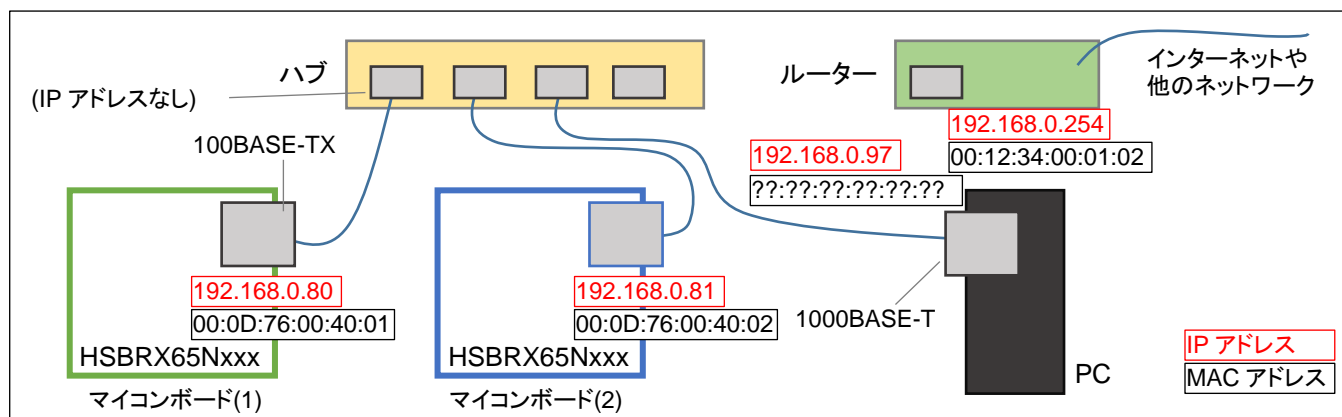 ハブ
(IP アドレスなし)
ルーター
インターネットや
他のネットワーク
100BASE-TX
192.168.0.254
00:12:34:00:01:02
192.168.0.97
??:??:??:??:??:??
192.168.0.80
00:0D:76:00:40:01
HSBRX65Nxxx
マイコンボード(1)
192.168.0.81
00:0D:76:00:40:02
HSBRX65Nxxx
マイコンボード(2)
1000BASE-T
PC
IP アドレス
MAC アドレス